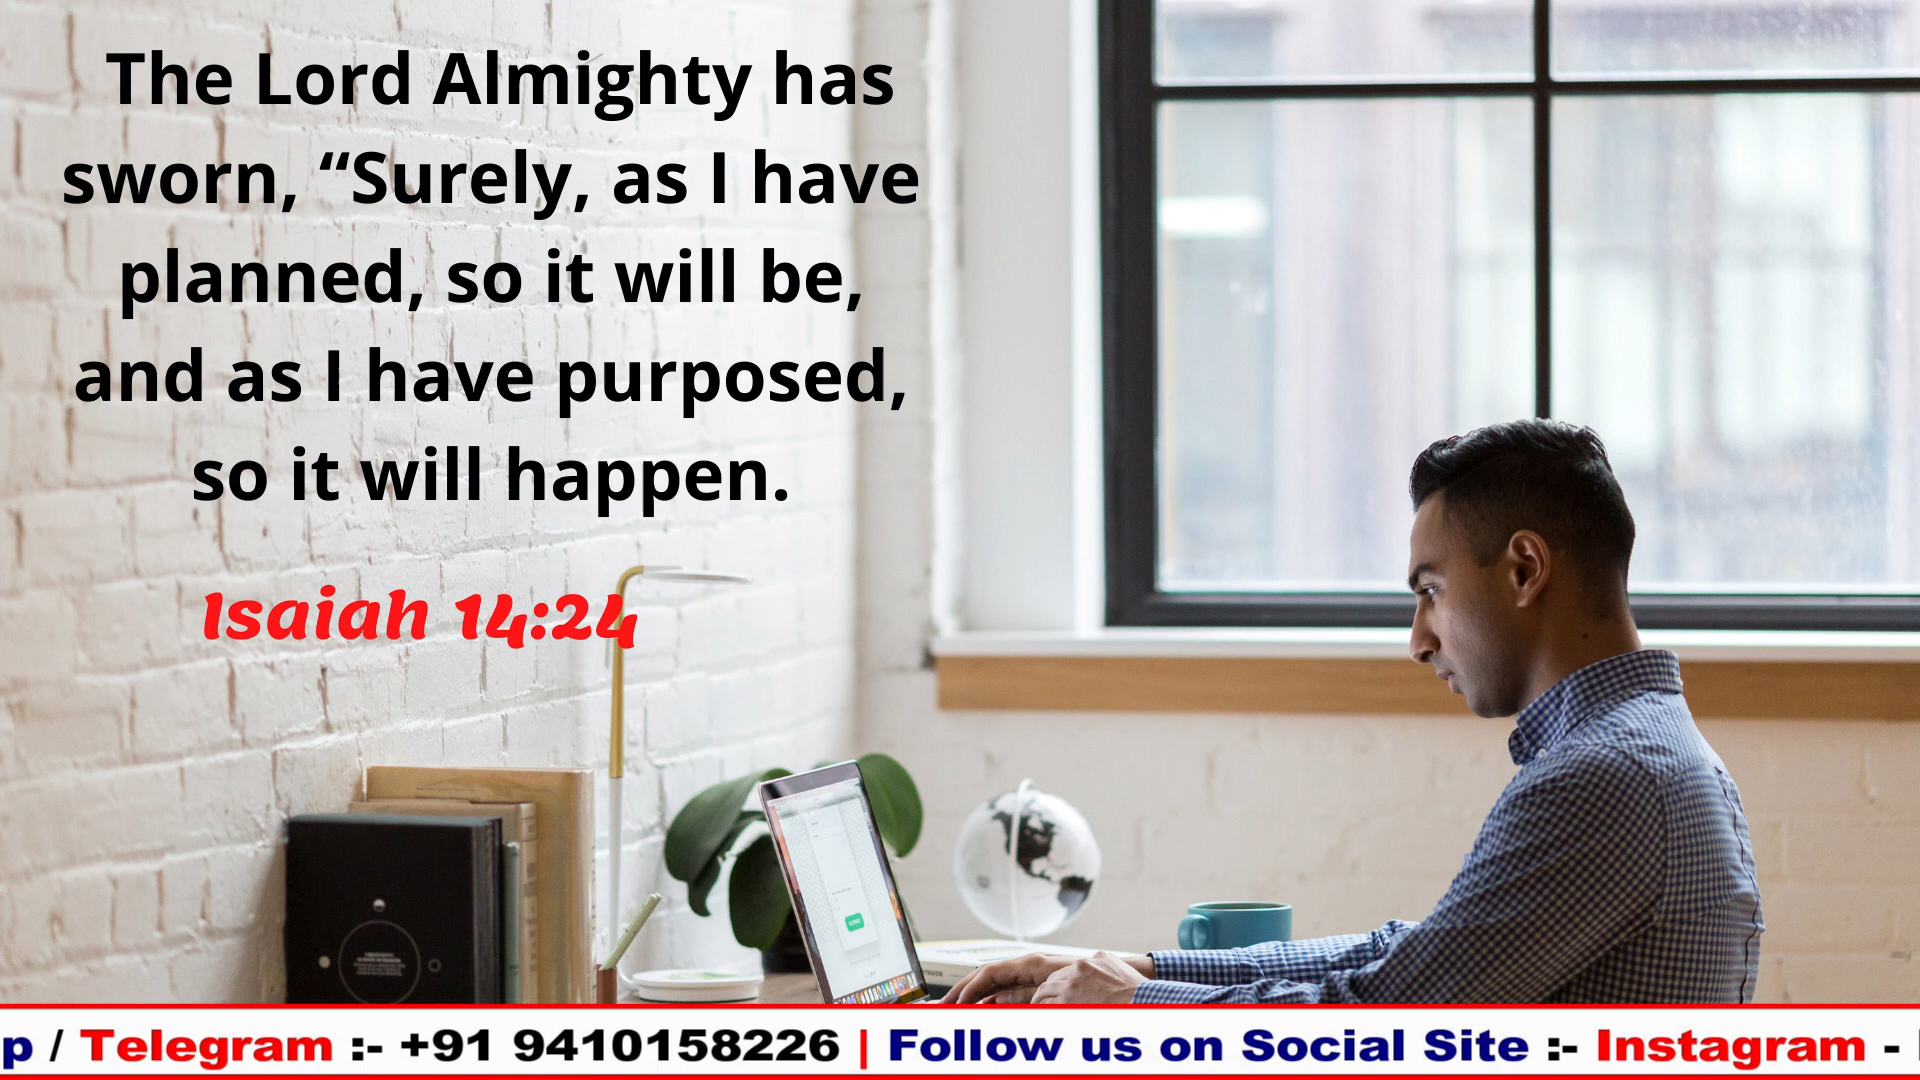 The Lord Almighty has
sworn, “Surely, as I have
planned, so it will be,
and as I have purposed,
so it will happen.
Isaiah 14:24
p / Telegram :- +91 9410158226 | Follow us on Social Site :- Instagram -